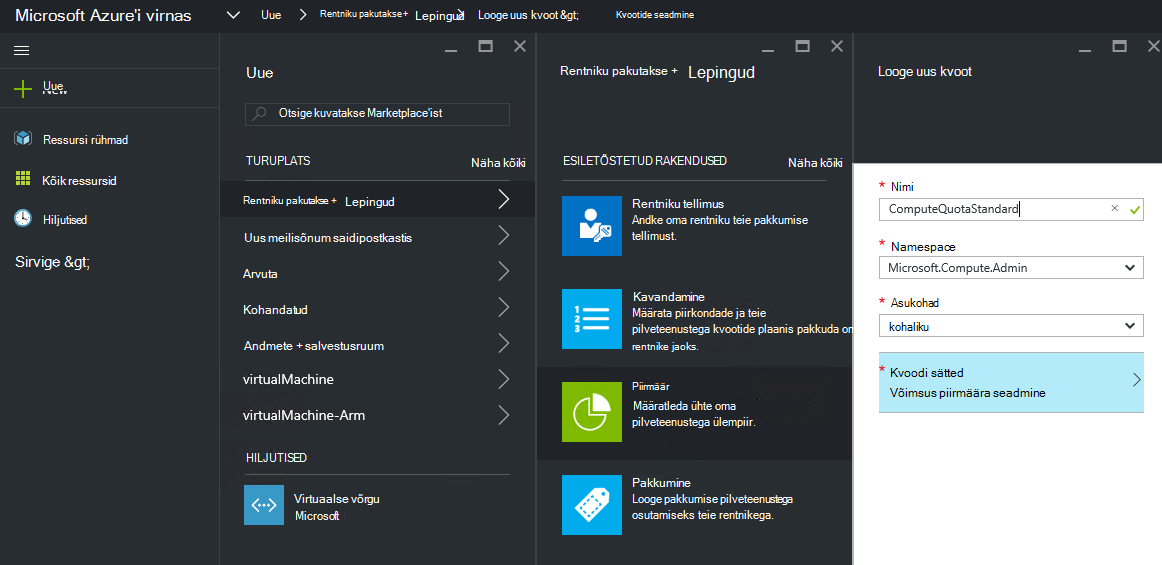 Microsoft Azure'i virnas Uue Rentniku pakutakse + Lepingud Looge uus kvoot &gt; Kvootide seadmine
Uue
New
Ressursi rühmad
Kõik ressursid
Hiljutised
Sirvige &gt;
Uue
Otsige kuvatakse Marketplace'ist
TURUPLATS Näha kõiki
Rentniku pakutakse + Lepingud
Uus meilisõnum saidipostkastis
Arvuta
Kohandatud
Andmete + salvestusruum
virtualMachine
virtualMachine-Arm
HILJUTISED
Virtuaalse võrgu
Microsoft
Rentniku pakutakse + Lepingud
ESILETÕSTETUD RAKENDUSED Näha kõiki
Rentniku tellimus
Andke oma rentniku teie pakkumise
tellimust.
1
2
3
Kavandamine
Määrata piirkondade ja teie
pilveteenustega kvootide plaanis pakkuda on
rentnike jaoks.
Piirmäär
Määratleda ühte oma
pilveteenustega ülempiir.
Pakkumine
Looge pakkumise pilveteenustega
osutamiseks teie rentnikega.
Looge uus kvoot
* Nimi
ComputeQuotaStandard
* Namespace
Microsoft.Compute.Admin
* Asukohad
kohaliku
* Kvoodi sätted
Võimsus piirmäära seadmine